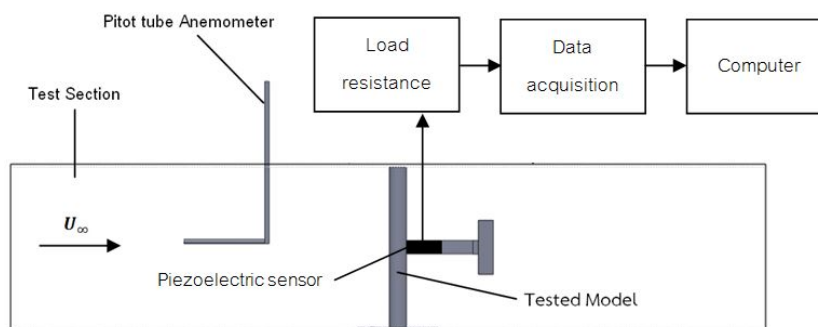 Pitot tube Anemometer
Load
resistance
Data
acquisition
Computer
Test Section
U∞
Piezoelectric sensor
Tested Model